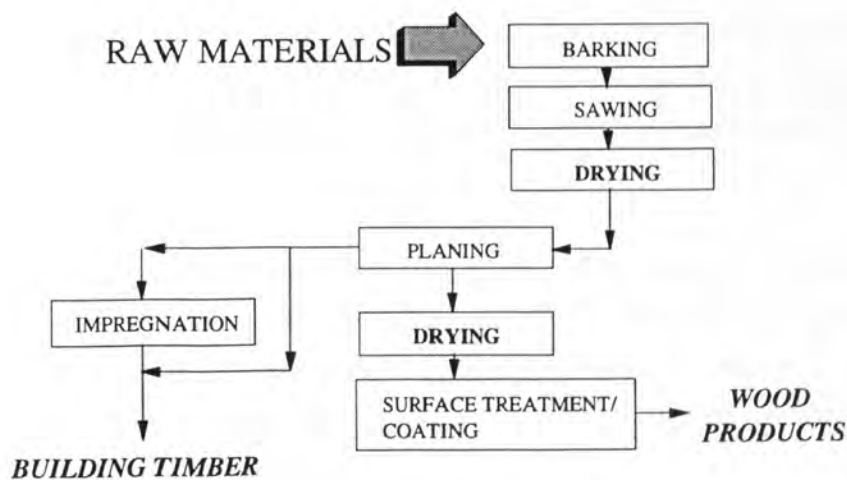 RAW MATERIALS
BARKING
SAWING
DRYING
PLANING
IMPREGNATION
DRYING
SURFACE TREATMENT/
COATING
WOOD
PRODUCTS
BUILDING TIMBER